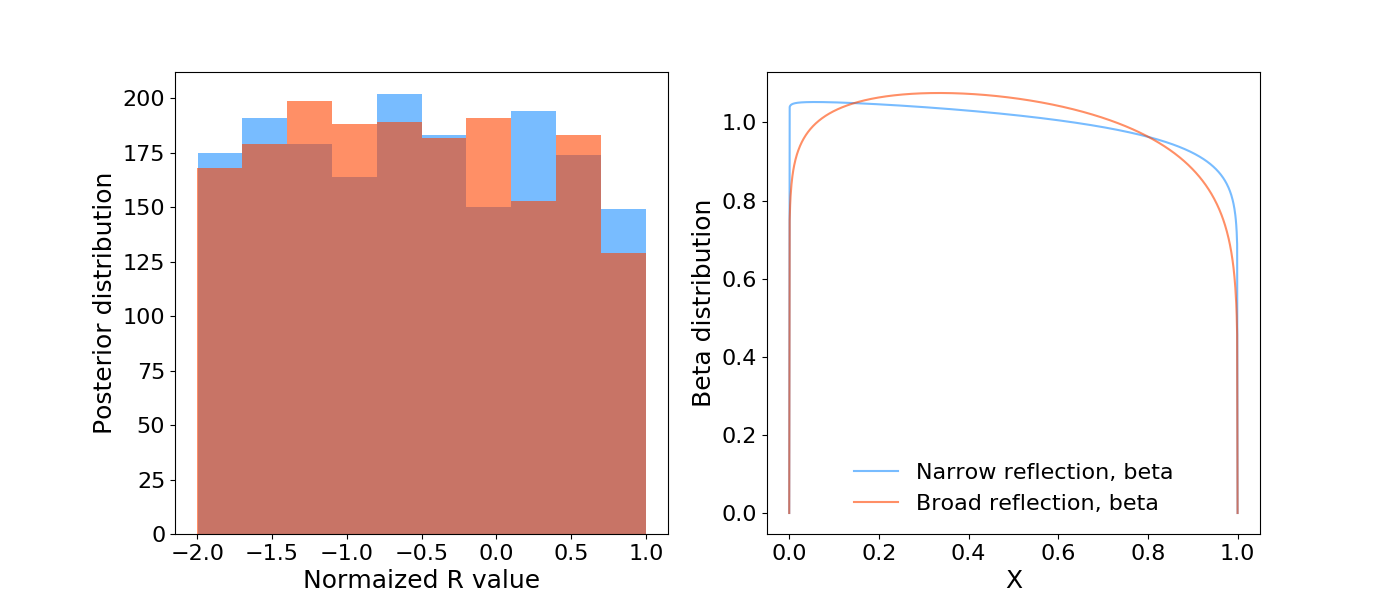 Posterior distribution
200
175
150
125
100
75
50
25
0
−2.0 −1.5 −1.0 −0.5 0.0 0.5 1.0
Normaized R value
Beta distribution
1.0
0.8
0.6
0.4
0.2
0.0
Narrow reflection, beta
Broad reflection, beta
0.0 0.2 0.4 0.6 0.8 1.0
X